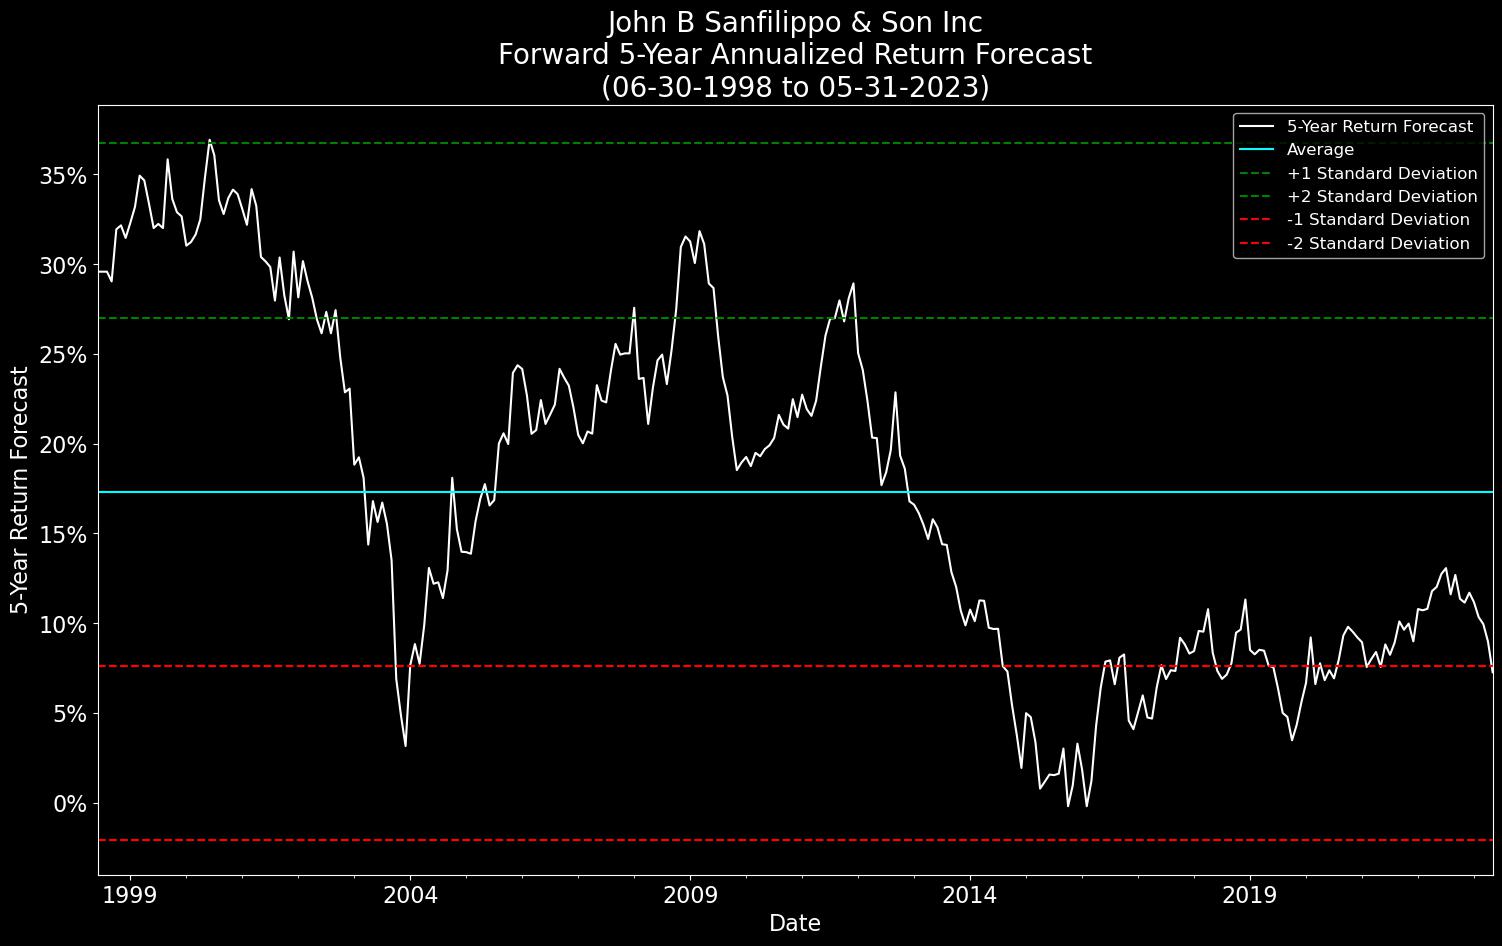 John B Sanfilippo & Son Inc
Forward 5-Year Annualized Return Forecast
(06-30-1998 to 05-31-2023)
5-Year Return Forecast
Average
+1 Standard Deviation
+2 Standard Deviation
-1 Standard Deviation
-2 Standard Deviation
35%
30%
25%
20%
15%
10%
5%
0%
5-Year Return Forecast
1999
2004
2009
2014
2019
Date